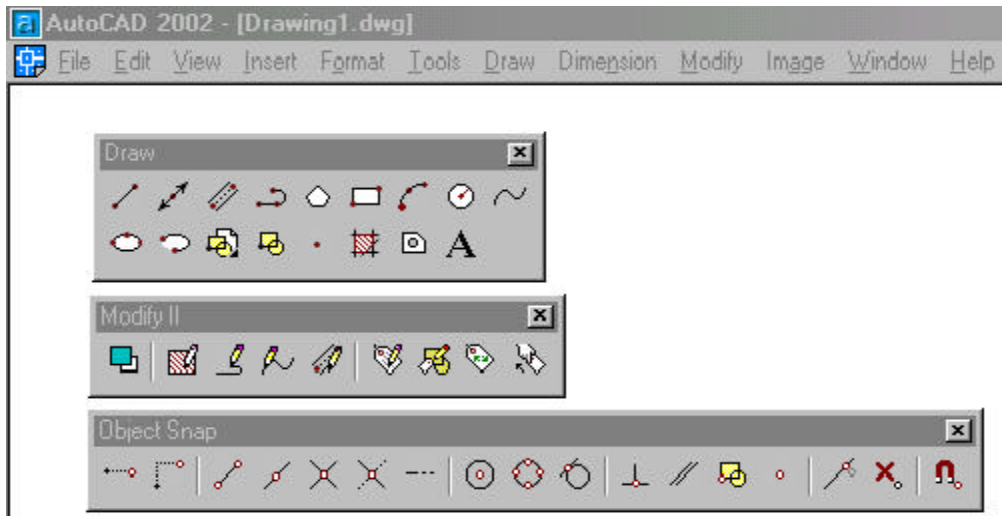 AutoCAD 2002 - [Drawing1.dwg]
File Edit View Insert Format Tools Draw Dimension Modify Image Window Help
Draw
A
Modify II
Object Snap